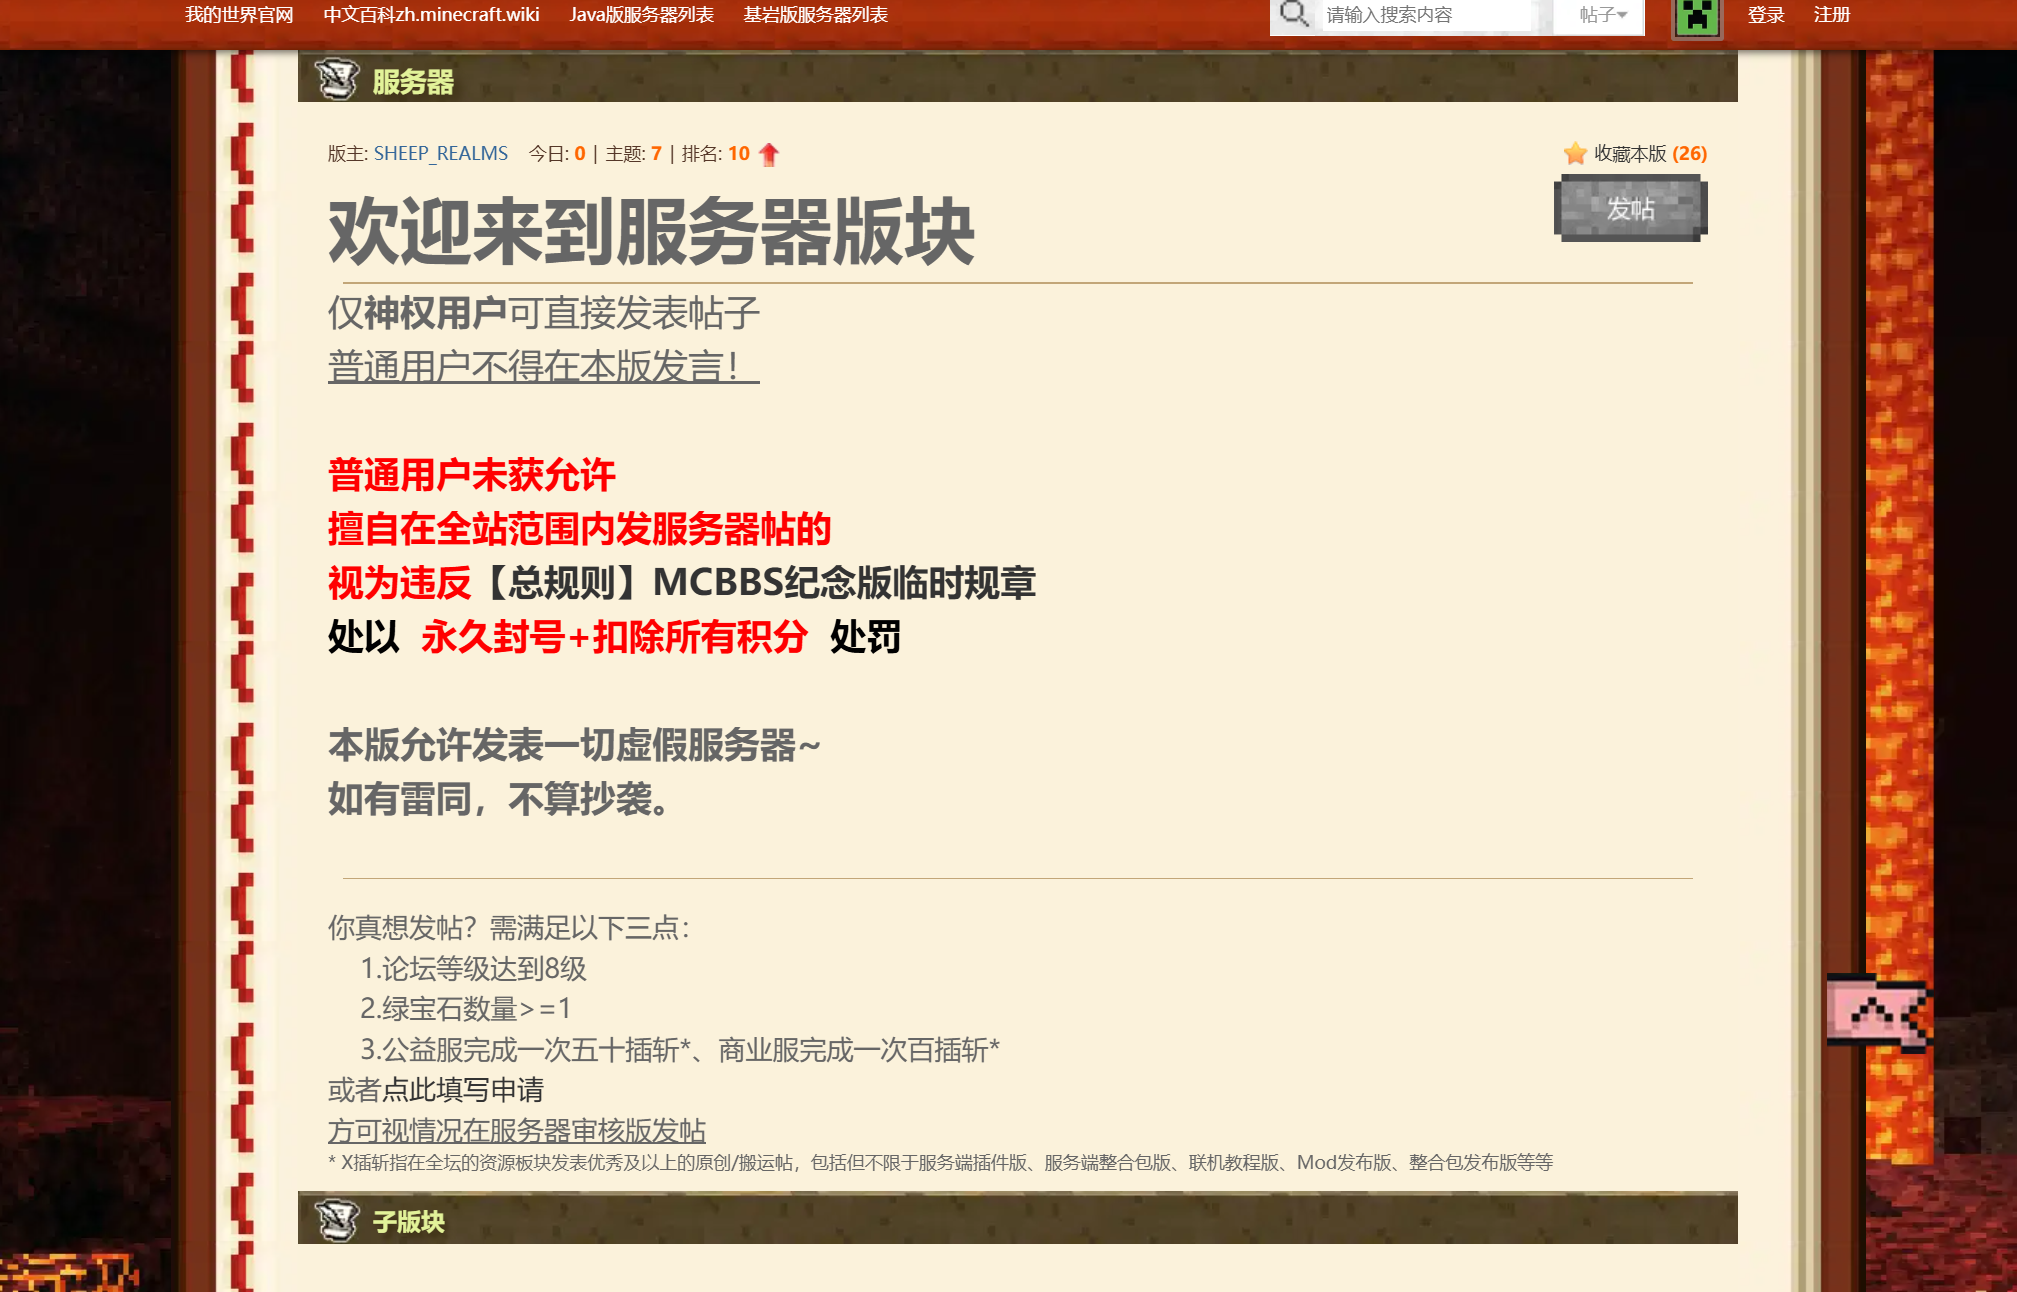 我的世界官网 中文百科zh.minecraft.wiki Java版服务器列表 基岩版服务器列表 请输入搜索内容 帖子 登录 注册
服务器
版主: SHEEP_REALMS 今日: 0 | 主题: 7 | 排名: 10 收藏本版 (26)
发帖
欢迎来到服务器版块
仅神权用户可直接发表帖子
普通用户不得在本版发言！
普通用户未获允许
擅自在全站范围内发服务器帖的
视为违反【总规则】MCBBS纪念版临时规章
处以 永久封号+扣除所有积分 处罚
本版允许发表一切虚假服务器~
如有雷同，不算抄袭。
你真想发帖？需满足以下三点：
1.论坛等级达到8级
2.绿宝石数量>=1
3.公益服完成一次五十插斩*、商业服完成一次百插斩*
或者点此填写申请
方可视情况在服务器审核版发帖
* X插斩指在全坛的资源板块发表优秀及以上的原创/搬运帖，包括但不限于服务端插件版、服务端整合包版、联机教程版、Mod发布版、整合包发布版等等
子版块